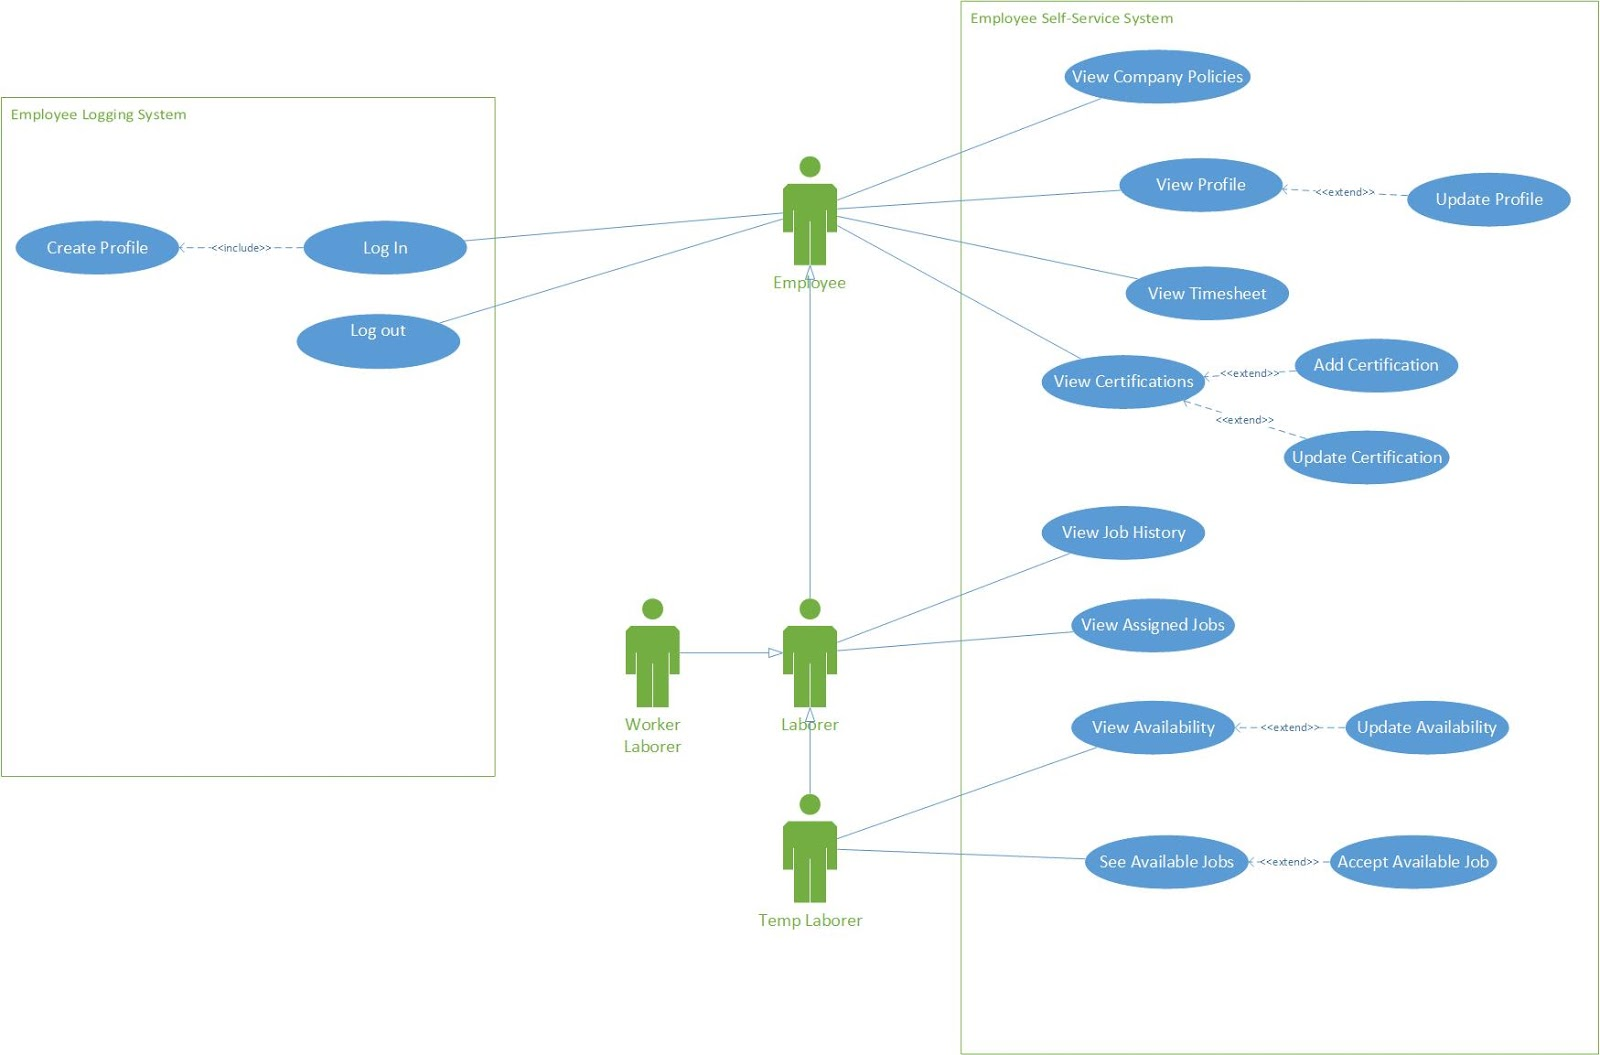 Employee Self-Service System
View Company Policies
Employee Logging System
View Profile
<<extend>>
Update Profile
Create Profile
<<include>>
Log In
Employee
View Timesheet
Log out
View Certifications
<<extend>>
Add Certification
<<extend>>
Update Certification
View Job History
View Assigned Jobs
Worker
Laborer
Laborer
View Availability
<<extend>>
Update Availability
See Available Jobs
<<extend>>
Accept Available Job
Temp Laborer